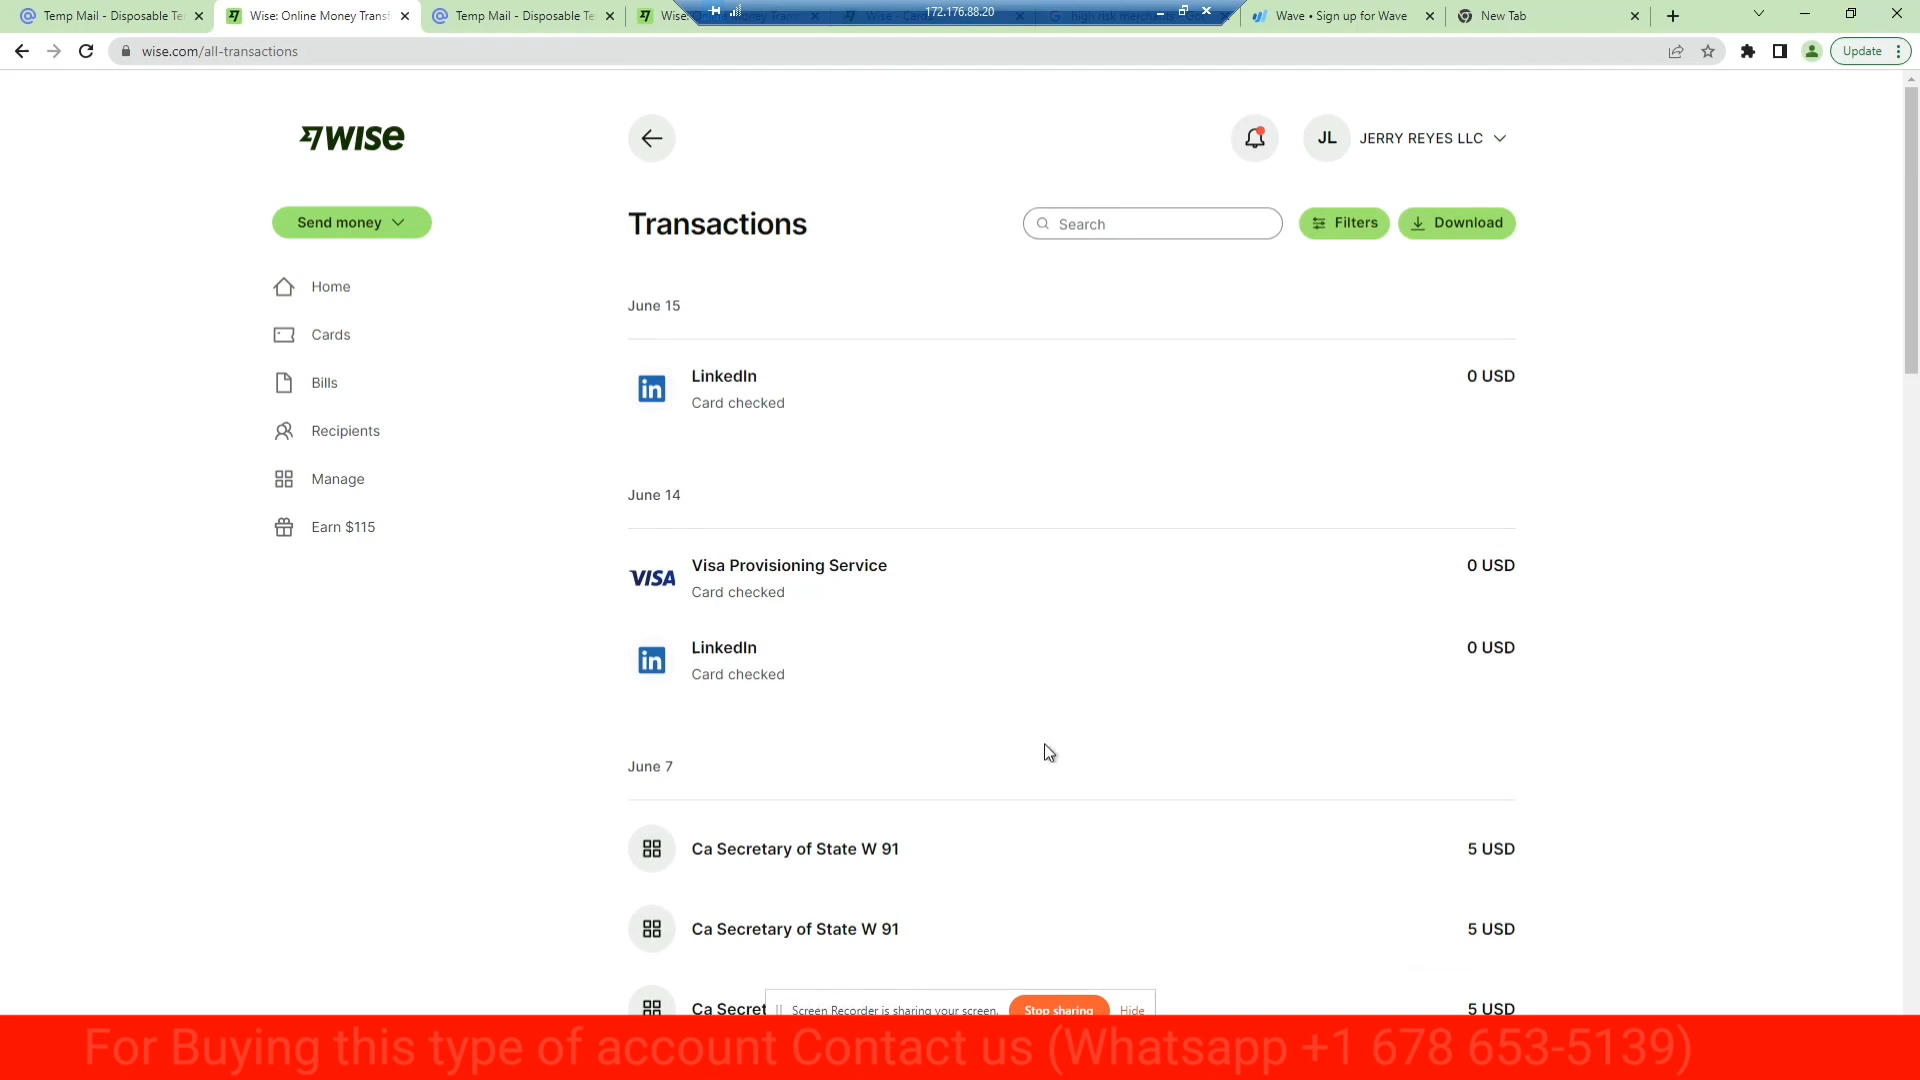 Temp Mail - Disposable Te
Wise: Online Money Transf
Temp Mail - Disposable Te
172.176.88.20
Wave • Sign up for Wave
New Tab
wise.com/all-transactions
Update
WISE
JL
JERRY REYES LLC
Send money
Transactions
Search
Filters
Download
Home
Cards
Bills
Recipients
Manage
Earn $115
June 15
in
LinkedIn
0 USD
Card checked
June 14
VISA
Visa Provisioning Service
0 USD
Card checked
in
LinkedIn
0 USD
Card checked
June 7
Ca Secretary of State W 91
5 USD
Ca Secretary of State W 91
5 USD
Ca Secret
5 USD
Screen Recorder is sharing your screen.
Stop sharing
Hide
For Buying this type of account Contact us (Whatsapp +1 678 653-5139)